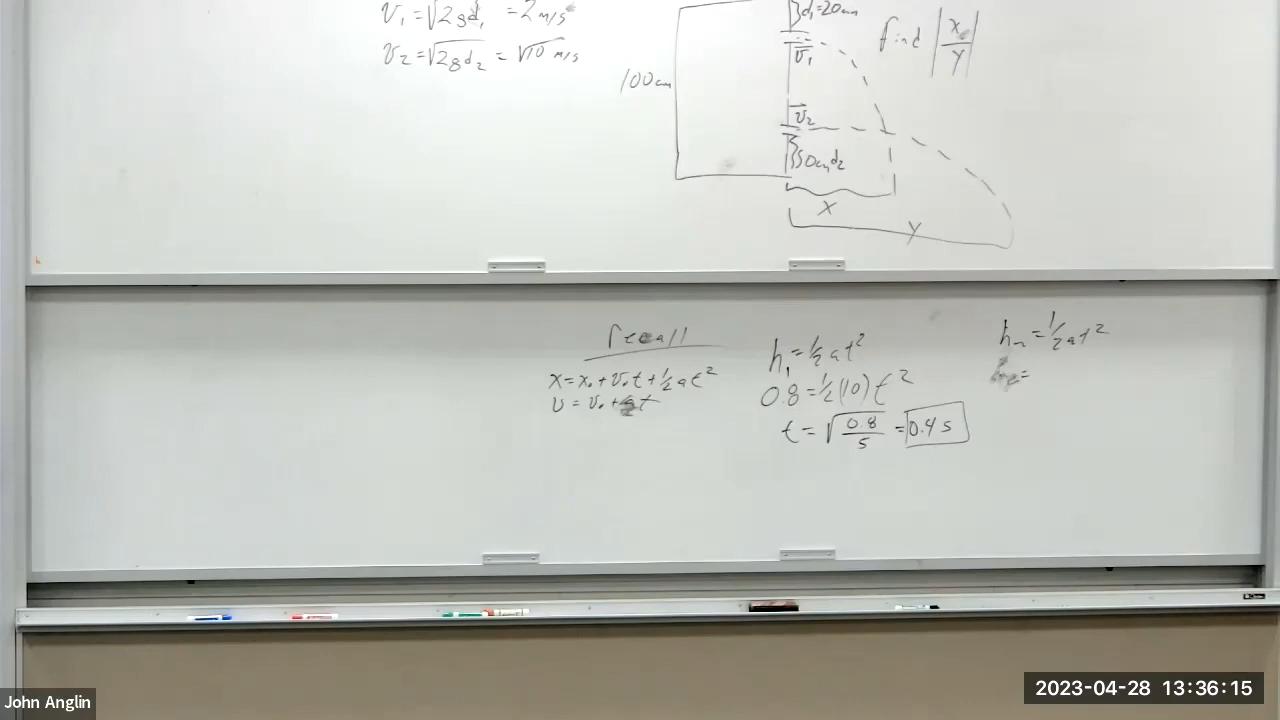 V₁ = √2gd₁ = 2 m/s
V₂ = √2gd₂ = √10 m/s
d₁=20cm
find |x/y|
V₁
100cm
V₂
50cm d₂
x
y
recall
x = x₀ + v₀t + ½at²
v = v₀ + at
h₁ = ½at²
0.8 = ½(10)t²
t = √0.8/5 = 0.4 s
h₂ = ½at²
John Anglin
2023-04-28 13:36:15